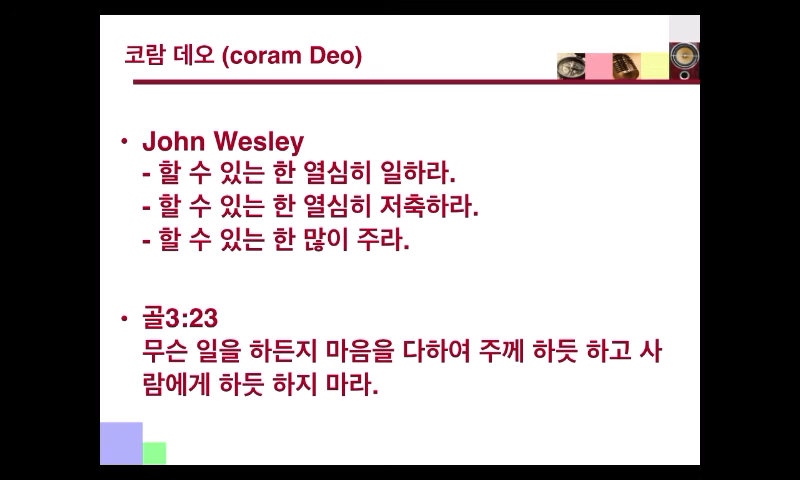 코람 데오 (coram Deo)
• John Wesley
- 할 수 있는 한 열심히 일하라.
- 할 수 있는 한 열심히 저축하라.
- 할 수 있는 한 많이 주라.
• 골3:23
무슨 일을 하든지 마음을 다하여 주께 하듯 하고 사
람에게 하듯 하지 마라.